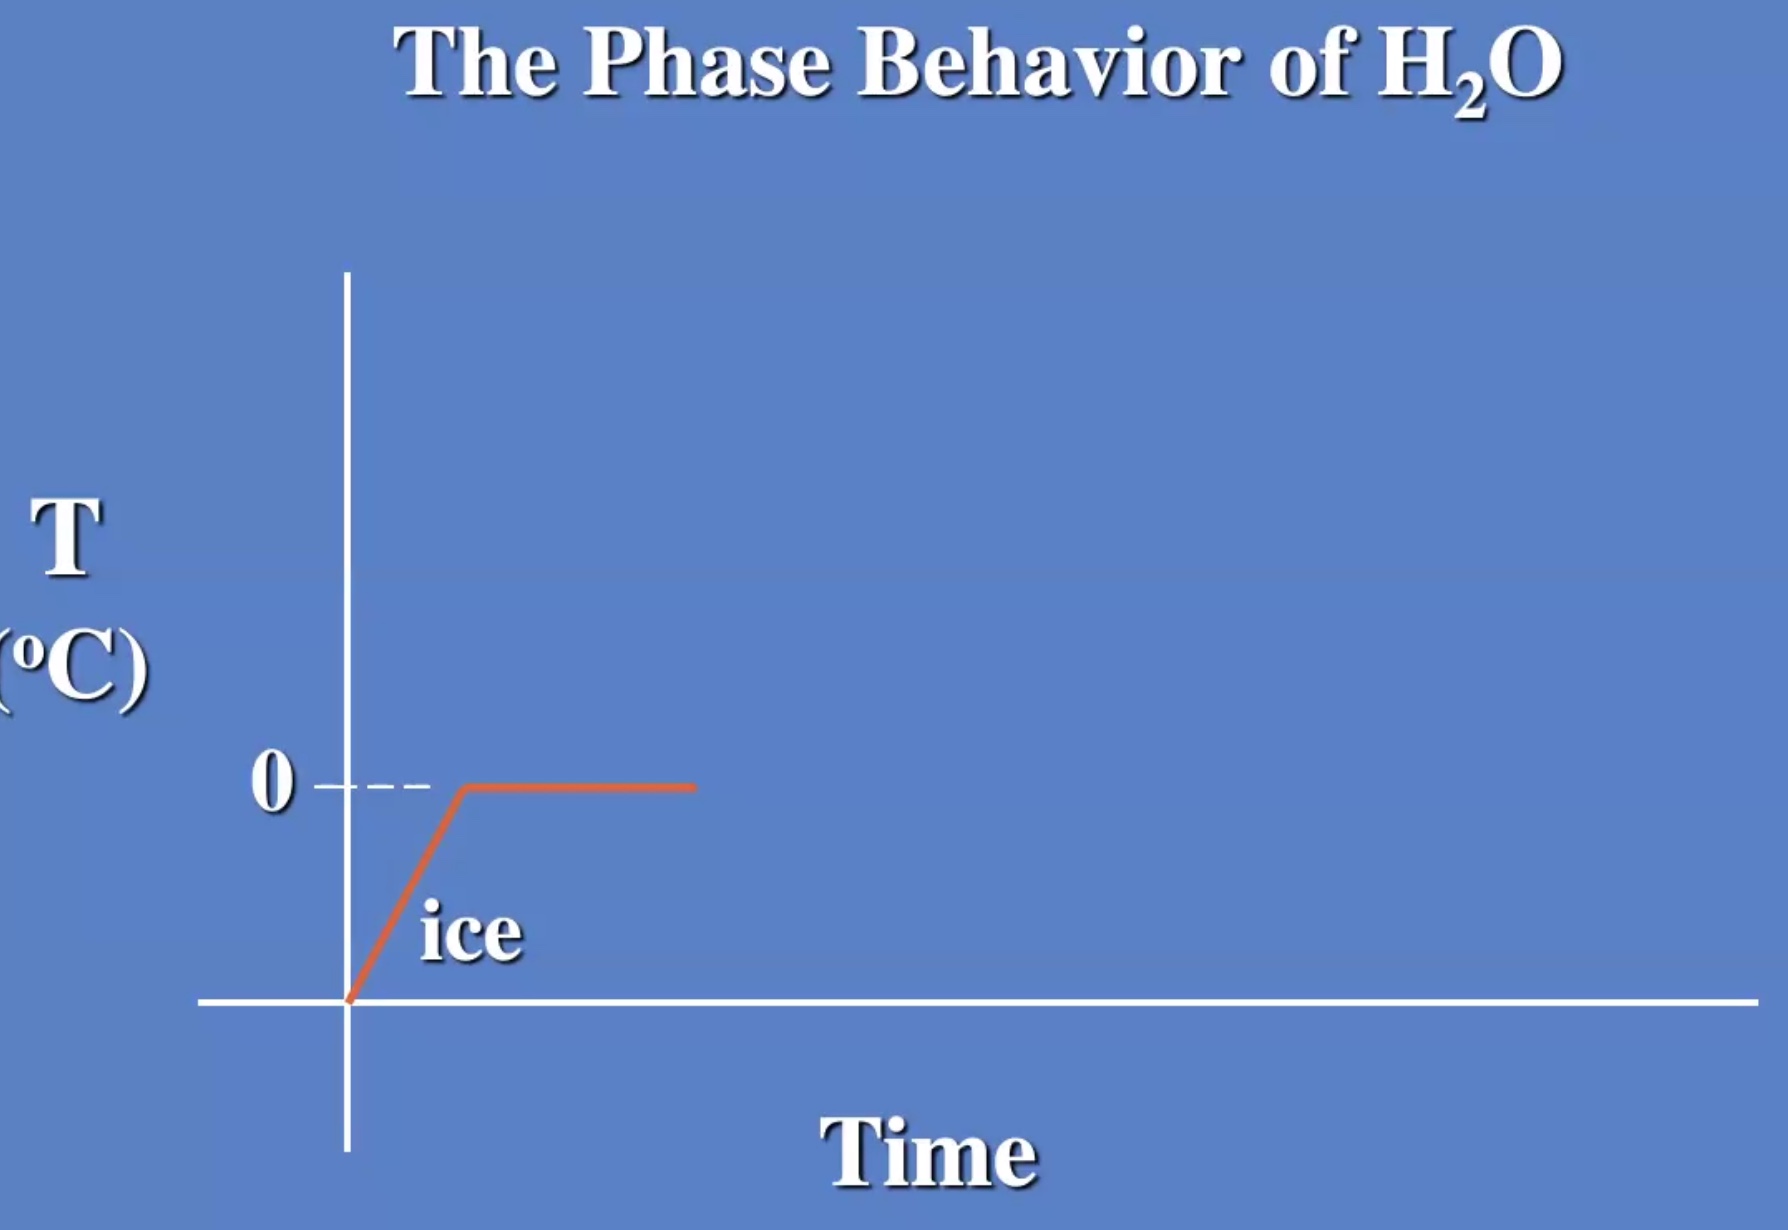 The Phase Behavior of H₂O
T
(ºC)
0
ice
Time